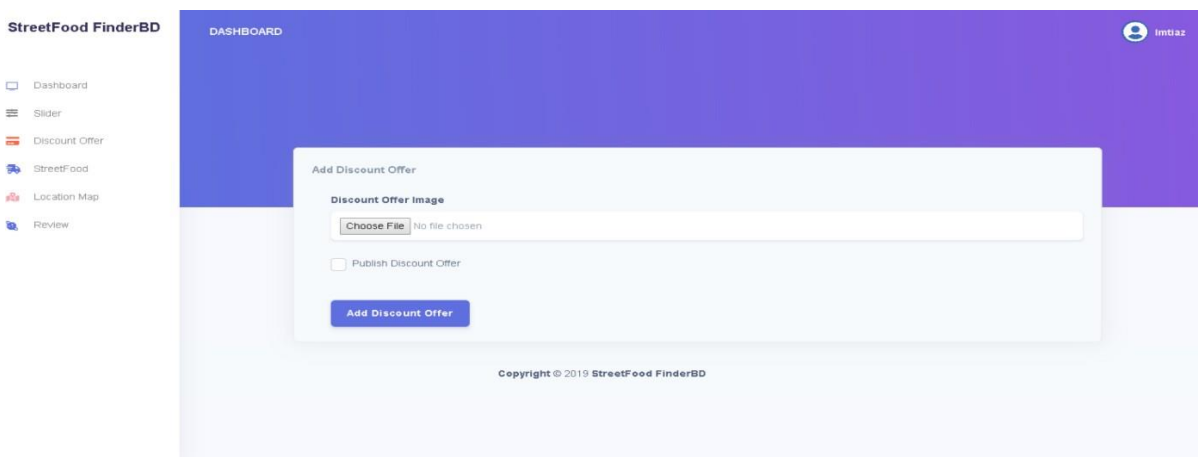 StreetFood FinderBD
DASHBOARD
Imtiaz
Dashboard
Slider
Discount Offer
StreetFood
Location Map
Review
Add Discount Offer
Discount Offer Image
Choose File No file chosen
Publish Discount Offer
Add Discount Offer
Copyright © 2019 StreetFood FinderBD